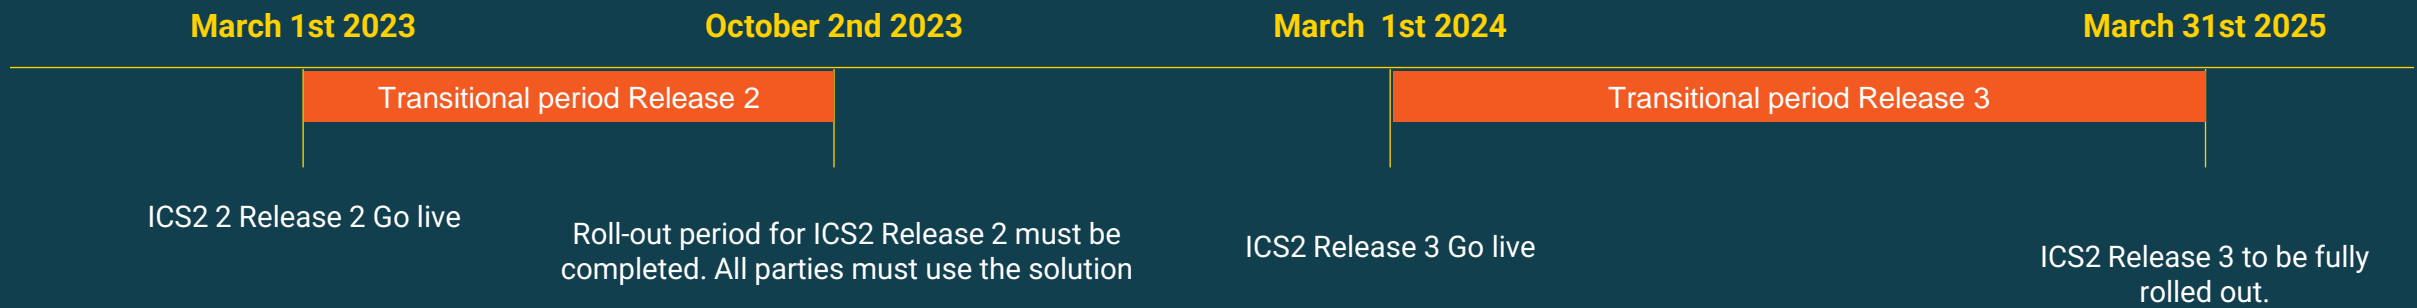 March 1st 2023
October 2nd 2023
March 1st 2024
March 31st 2025
Transitional period Release 2
Transitional period Release 3
ICS2 2 Release 2 Go live
Roll-out period for ICS2 Release 2 must be
completed. All parties must use the solution
ICS2 Release 3 Go live
ICS2 Release 3 to be fully
rolled out.